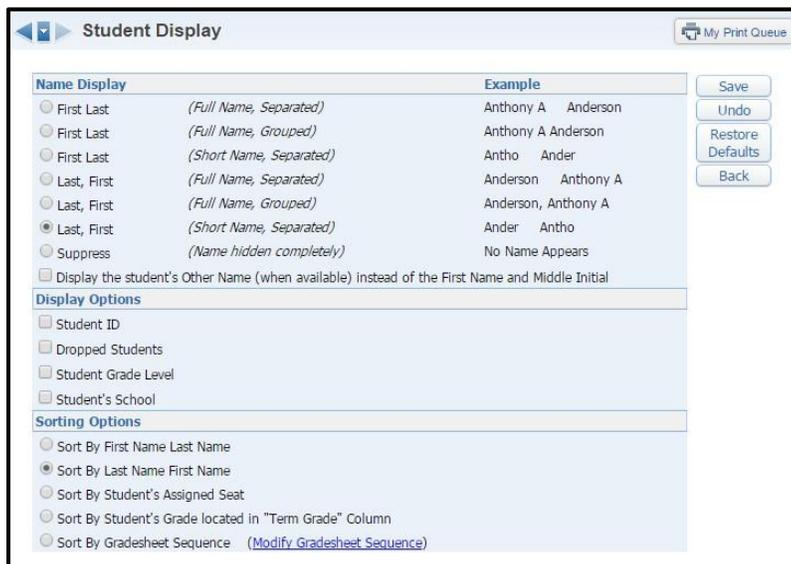 Student Display
My Print Queue
Name Display Example
First Last (Full Name, Separated) Anthony A Anderson
First Last (Full Name, Grouped) Anthony A Anderson
First Last (Short Name, Separated) Antho Ander
Last, First (Full Name, Separated) Anderson Anthony A
Last, First (Full Name, Grouped) Anderson, Anthony A
Last, First (Short Name, Separated) Ander Antho
Suppress (Name hidden completely) No Name Appears
Display the student's Other Name (when available) instead of the First Name and Middle Initial
Display Options
Student ID
Dropped Students
Student Grade Level
Student's School
Sorting Options
Sort By First Name Last Name
Sort By Last Name First Name
Sort By Student's Assigned Seat
Sort By Student's Grade located in "Term Grade" Column
Sort By Gradesheet Sequence (Modify Gradesheet Sequence)
Save
Undo
Restore
Defaults
Back